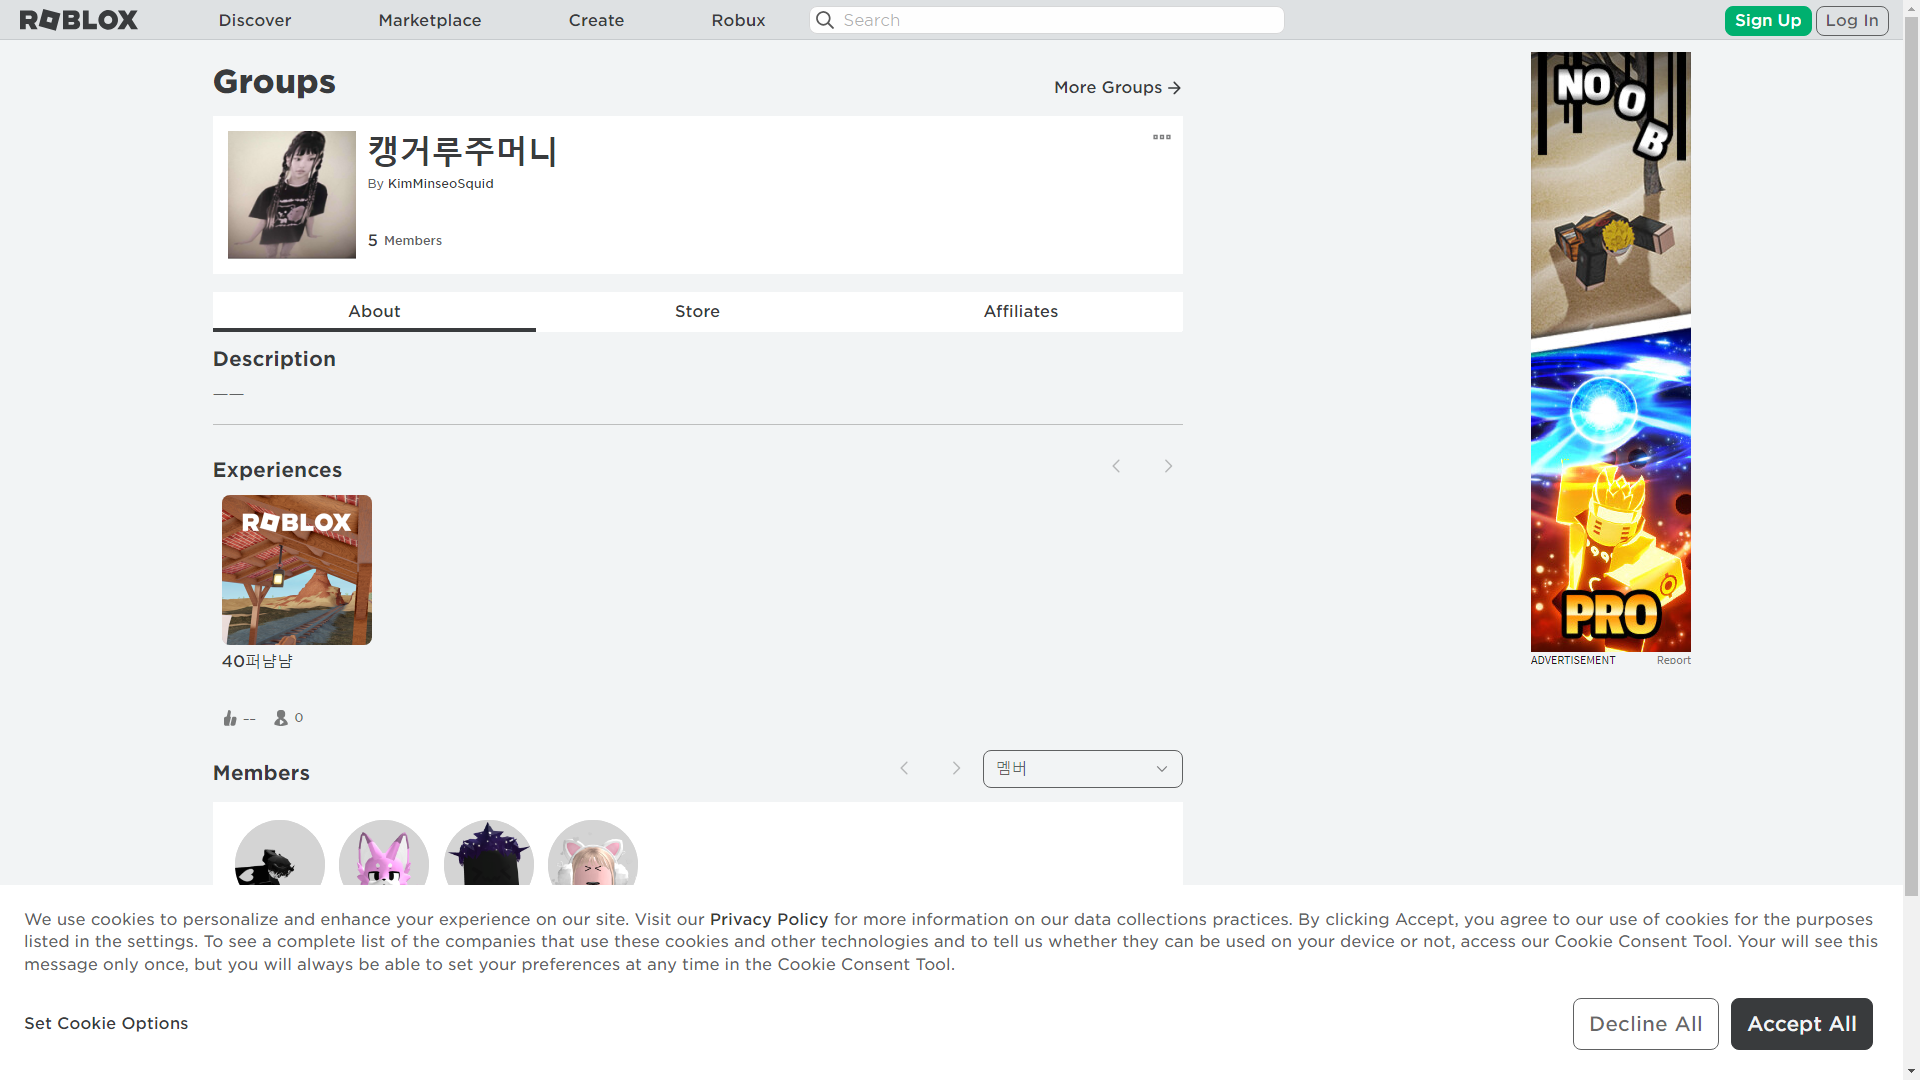 ROBLOX
Discover
Marketplace
Create
Robux
Search
Sign Up
Log In
Groups
More Groups
캥거루주머니
By KimMinseoSquid
5 Members
About
Store
Affiliates
Description
ㅡㅡ
Experiences
ROBLOX
40퍼냠냠
--
0
Members
멤버
NOOB
PRO
ADVERTISEMENT
Report
We use cookies to personalize and enhance your experience on our site. Visit our Privacy Policy for more information on our data collections practices. By clicking Accept, you agree to our use of cookies for the purposes
listed in the settings. To see a complete list of the companies that use these cookies and other technologies and to tell us whether they can be used on your device or not, access our Cookie Consent Tool. Your will see this
message only once, but you will always be able to set your preferences at any time in the Cookie Consent Tool.
Set Cookie Options
Decline All
Accept All